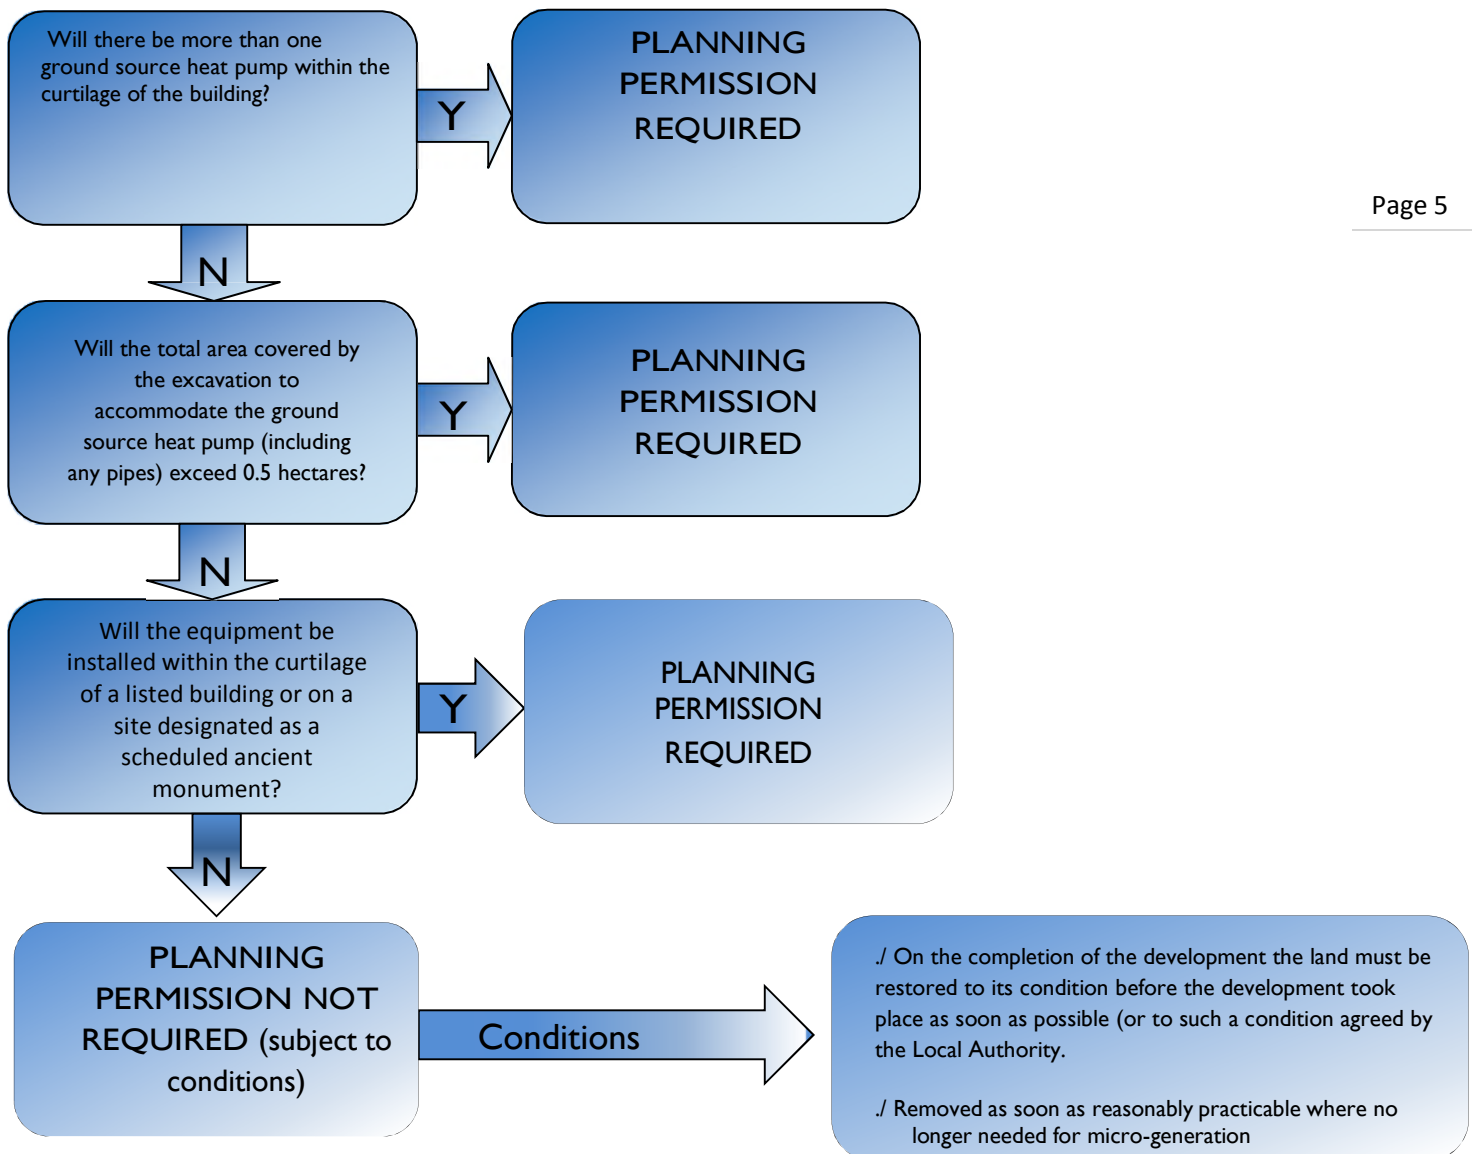 Will there be more than one
ground source heat pump within the
curtilage of the building?
Y
PLANNING
PERMISSION
REQUIRED
Page 5
N
Will the total area covered by
the excavation to
accommodate the ground
source heat pump (including
any pipes) exceed 0.5 hectares?
Y
PLANNING
PERMISSION
REQUIRED
N
Will the equipment be
installed within the curtilage
of a listed building or on a
site designated as a
scheduled ancient
monument?
Y
PLANNING
PERMISSION
REQUIRED
N
PLANNING
PERMISSION NOT
REQUIRED (subject to
conditions)
Conditions
./ On the completion of the development the land must be
restored to its condition before the development took
place as soon as possible (or to such a condition agreed by
the Local Authority.
./ Removed as soon as reasonably practicable where no
longer needed for micro-generation